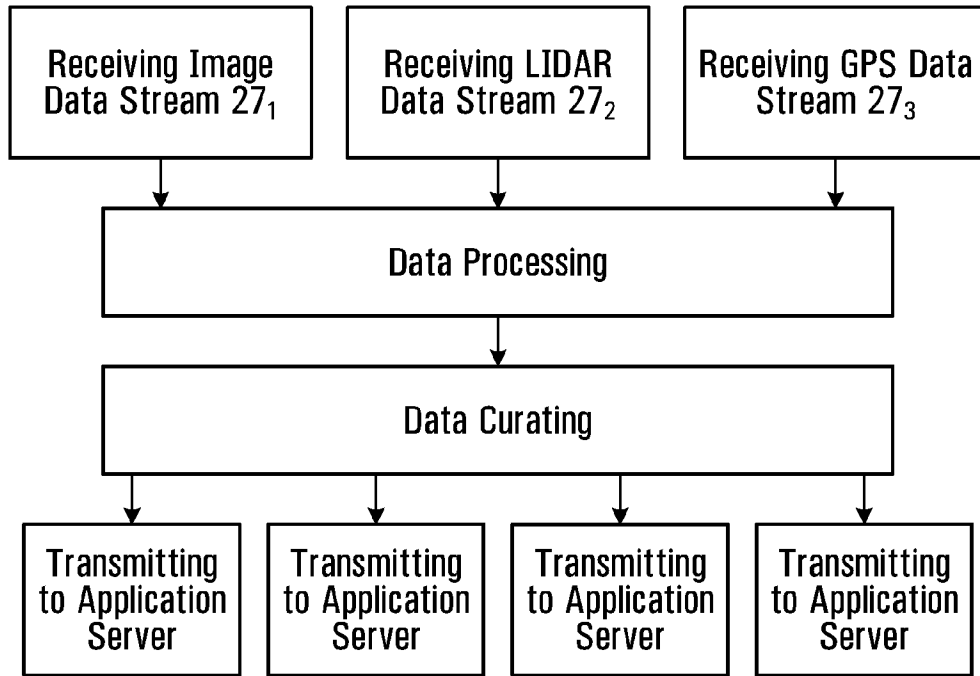 Receiving Image
Data Stream 27₁
Receiving LIDAR
Data Stream 27₂
Receiving GPS Data
Stream 27₃
Data Processing
Data Curating
Transmitting
to Application
Server
Transmitting
to Application
Server
Transmitting
to Application
Server
Transmitting
to Application
Server